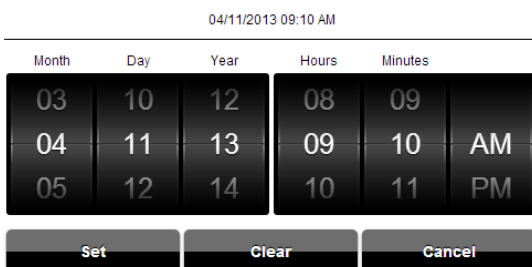 04/11/2013 09:10 AM
Month Day Year Hours Minutes
03 10 12 08 09
04 11 13 09 10 AM
05 12 14 10 11 PM
Set Clear Cancel